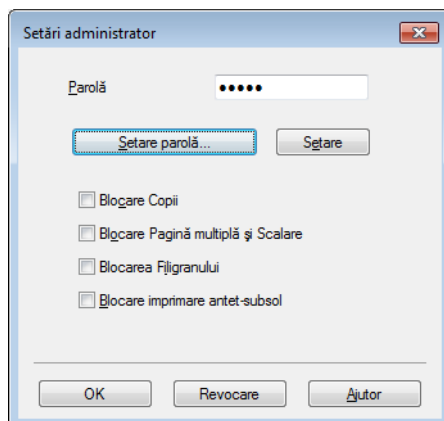 Setări administrator
Parolă
Setare parolă...
Setare
Blocare Copii
Blocare Pagină multiplă şi Scalare
Blocarea Filigranului
Blocare imprimare antet-subsol
OK
Revocare
Ajutor